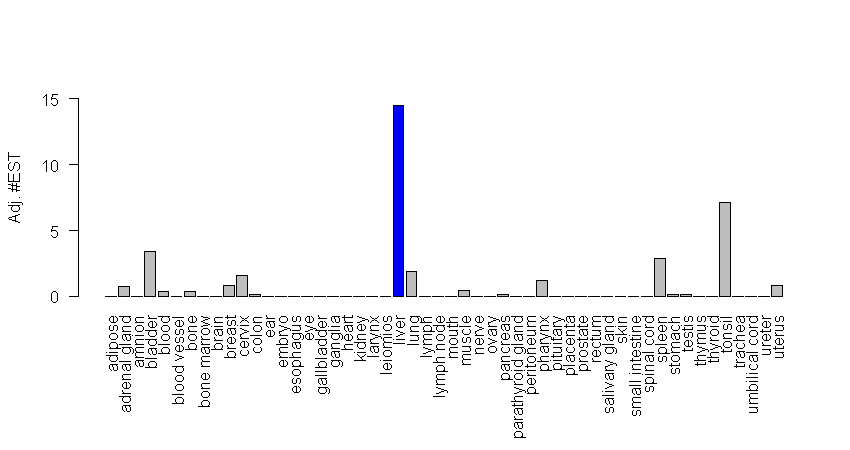 Adj. #EST
15
10
5
0
adipose
adrenal gland
amnion
bladder
blood
blood vessel
bone
bone marrow
brain
breast
cervix
colon
ear
embryo
esophagus
eye
gallbladder
ganglia
heart
kidney
larynx
leiomios
liver
lung
lymph
lymph node
mouth
muscle
nerve
ovary
pancreas
parathyroid gland
peritoneum
pharynx
pituitary
placenta
prostate
rectum
salivary gland
skin
small intestine
spinal cord
spleen
stomach
testis
thymus
thyroid
tonsil
trachea
umbilical cord
ureter
uterus